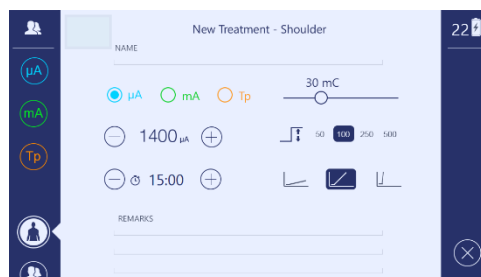 New Treatment - Shoulder
22
NAME
µA
30 mC
µA mA Tp
mA
1400 µA
50 100 250 500
Tp
15:00
REMARKS